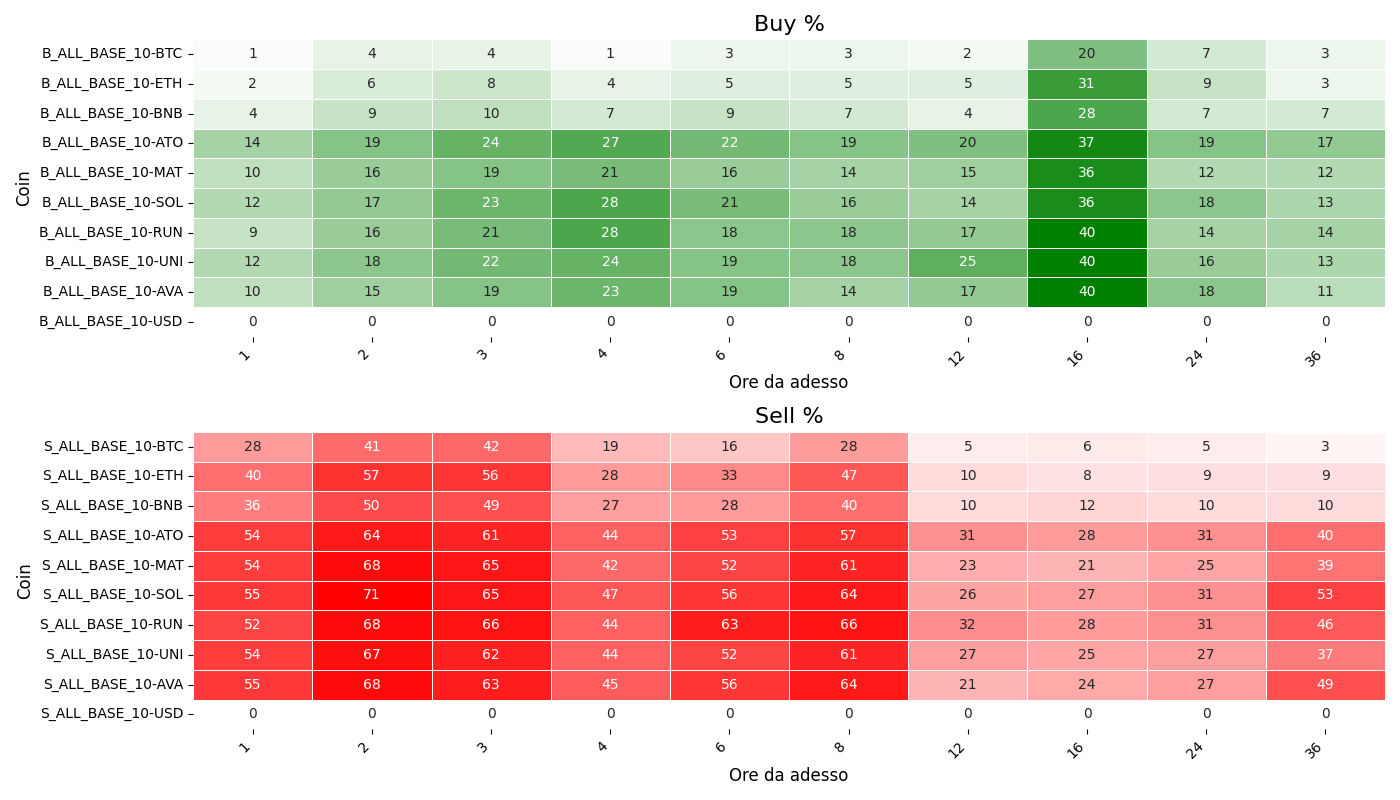 Buy %
Coin
B_ALL_BASE_10-BTC 1 4 4 1 3 3 2 20 7 3
B_ALL_BASE_10-ETH 2 6 8 4 5 5 5 31 9 3
B_ALL_BASE_10-BNB 4 9 10 7 9 7 4 28 7 7
B_ALL_BASE_10-ATO 14 19 24 27 22 19 20 37 19 17
B_ALL_BASE_10-MAT 10 16 19 21 16 14 15 36 12 12
B_ALL_BASE_10-SOL 12 17 23 28 21 16 14 36 18 13
B_ALL_BASE_10-RUN 9 16 21 28 18 18 17 40 14 14
B_ALL_BASE_10-UNI 12 18 22 24 19 18 25 40 16 13
B_ALL_BASE_10-AVA 10 15 19 23 19 14 17 40 18 11
B_ALL_BASE_10-USD 0 0 0 0 0 0 0 0 0 0
1 2 3 4 6 8 12 16 24 36
Ore da adesso
Sell %
Coin
S_ALL_BASE_10-BTC 28 41 42 19 16 28 5 6 5 3
S_ALL_BASE_10-ETH 40 57 56 28 33 47 10 8 9 9
S_ALL_BASE_10-BNB 36 50 49 27 28 40 10 12 10 10
S_ALL_BASE_10-ATO 54 64 61 44 53 57 31 28 31 40
S_ALL_BASE_10-MAT 54 68 65 42 52 61 23 21 25 39
S_ALL_BASE_10-SOL 55 71 65 47 56 64 26 27 31 53
S_ALL_BASE_10-RUN 52 68 66 44 63 66 32 28 31 46
S_ALL_BASE_10-UNI 54 67 62 44 52 61 27 25 27 37
S_ALL_BASE_10-AVA 55 68 63 45 56 64 21 24 27 49
S_ALL_BASE_10-USD 0 0 0 0 0 0 0 0 0 0
1 2 3 4 6 8 12 16 24 36
Ore da adesso